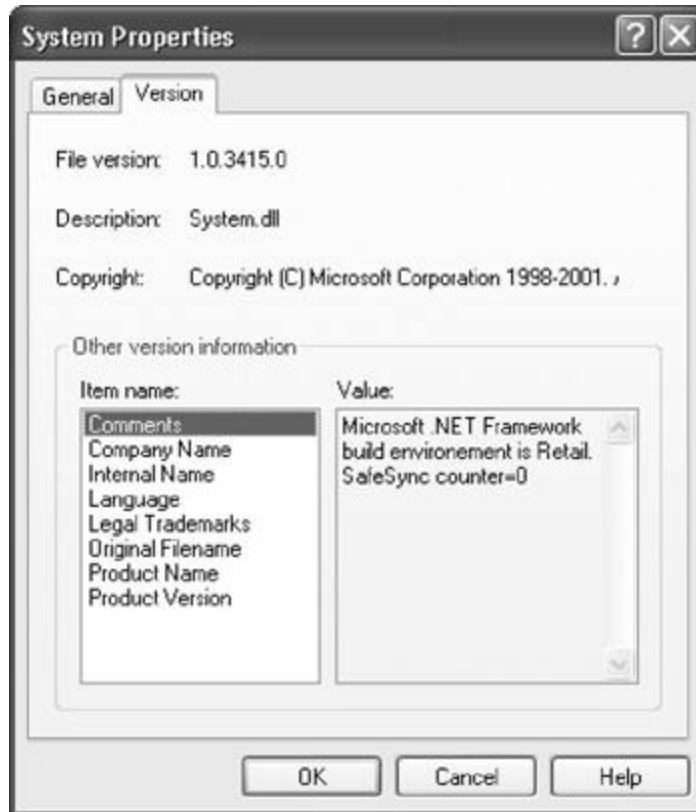 System Properties
General Version
File version: 1.0.3415.0
Description: System.dll
Copyright: Copyright (C) Microsoft Corporation 1998-2001.
Other version information
Item name: Value:
Comments
Company Name
Internal Name
Language
Legal Trademarks
Original Filename
Product Name
Product Version
Microsoft .NET Framework
build environement is Retail.
SafeSync counter=0
OK Cancel Help